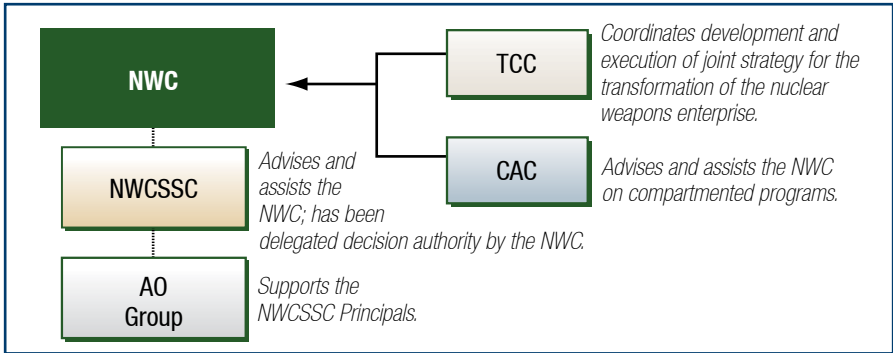 NWC
NWCSSC
Advises and
assists the
NWC; has been
delegated decision authority by the NWC.
AO
Group
Supports the
NWCSSC Principals.
TCC
Coordinates development and
execution of joint strategy for the
transformation of the nuclear
weapons enterprise.
CAC
Advises and assists the NWC
on compartmented programs.